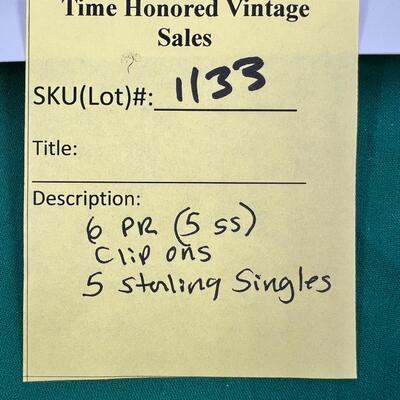 Time Honored Vintage
Sales
SKU(Lot)#: 1133
Title:
Description:
6 PR (5 SS)
Clip ons
5 Sterling Singles